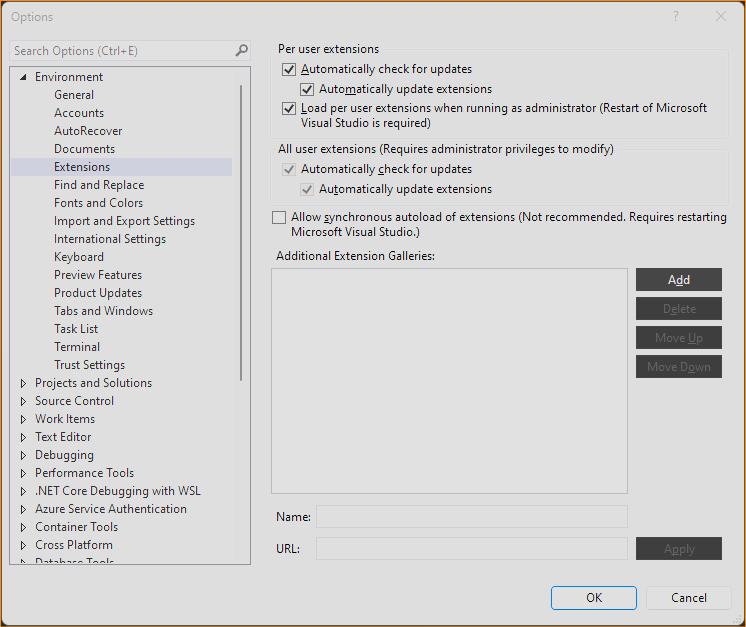 Options
?
Search Options (Ctrl+E)
Environment
General
Accounts
AutoRecover
Documents
Extensions
Find and Replace
Fonts and Colors
Import and Export Settings
International Settings
Keyboard
Preview Features
Product Updates
Tabs and Windows
Task List
Terminal
Trust Settings
Projects and Solutions
Source Control
Work Items
Text Editor
Debugging
Performance Tools
.NET Core Debugging with WSL
Azure Service Authentication
Container Tools
Cross Platform
Database Tools
Per user extensions
Automatically check for updates
Automatically update extensions
Load per user extensions when running as administrator (Restart of Microsoft
Visual Studio is required)
All user extensions (Requires administrator privileges to modify)
Automatically check for updates
Automatically update extensions
Allow synchronous autoload of extensions (Not recommended. Requires restarting
Microsoft Visual Studio.)
Additional Extension Galleries:
Add
Delete
Move Up
Move Down
Name:
URL:
Apply
OK
Cancel